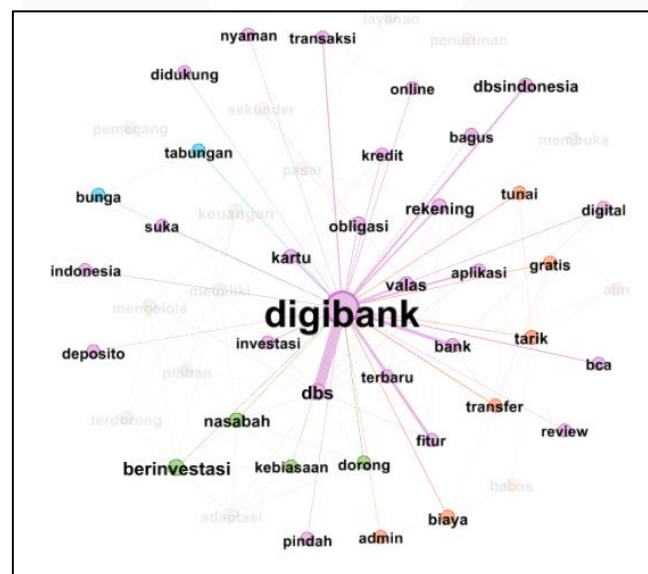 layanan
nyaman
transaksi
penurunan
didukung
online
dbsindonesia
sekunder
bagus
pemegang
membuka
tabungan
kredit
pasar
bunga
tunai
keuangan
rekening
digital
suka
obligasi
kartu
gratis
indonesia
aplikasi
valas
memiliki
atm
mengelola
digibank
tarik
investasi
bank
deposito
bca
pilihan
terbaru
dbs
transfer
terdorong
nasabah
fitur
review
berinvestasi
kebiasaan
dorong
bebas
adaptasi
biaya
pindah
admin